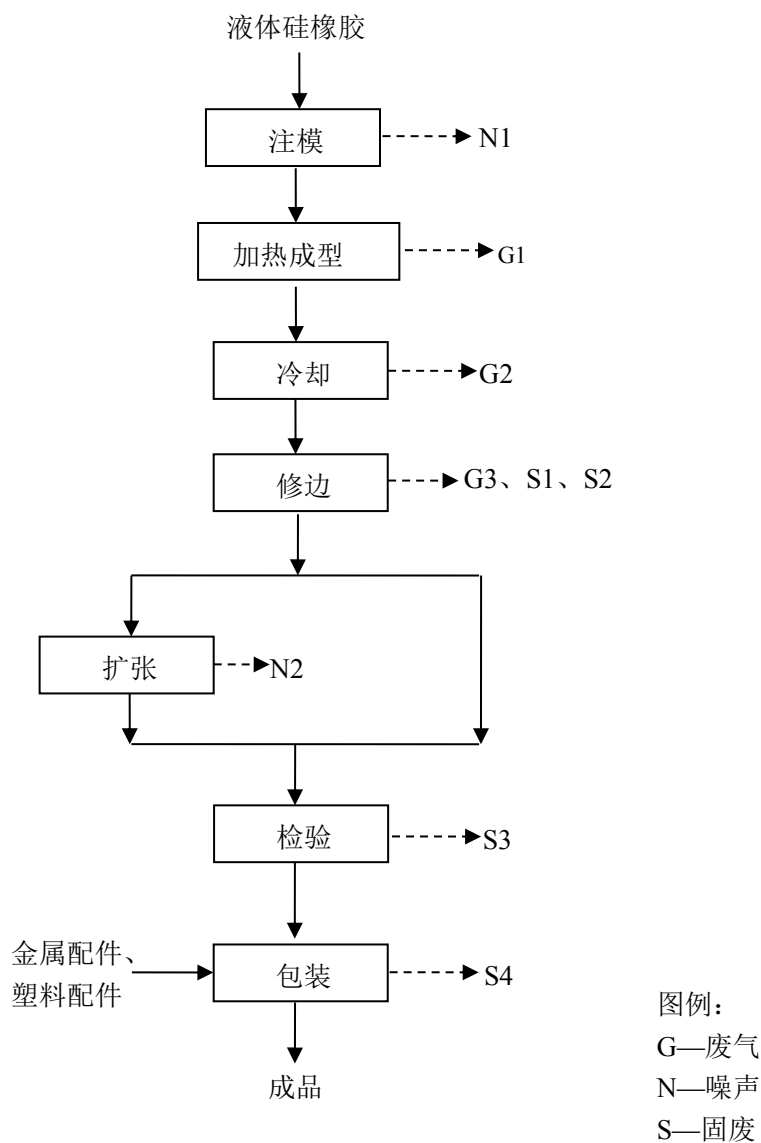 液体硅橡胶
注模
N1
加热成型
G1
冷却
G2
修边
G3、S1、S2
扩张
N2
检验
S3
金属配件、
塑料配件
包装
S4
成品
图例：
G—废气
N—噪声
S—固废